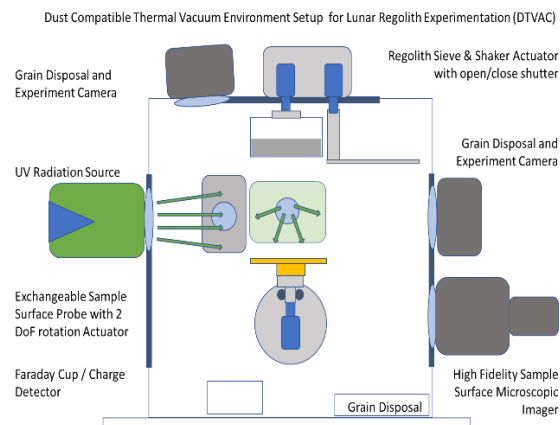 Dust Compatible Thermal Vacuum Environment Setup for Lunar Regolith Experimentation (DTVAC)
Grain Disposal and
Experiment Camera
Regolith Sieve & Shaker Actuator
with open/close shutter
Grain Disposal and
Experiment Camera
UV Radiation Source
Exchangeable Sample
Surface Probe with 2
DoF rotation Actuator
Faraday Cup / Charge
Detector
Grain Disposal
High Fidelity Sample
Surface Microscopic
Imager